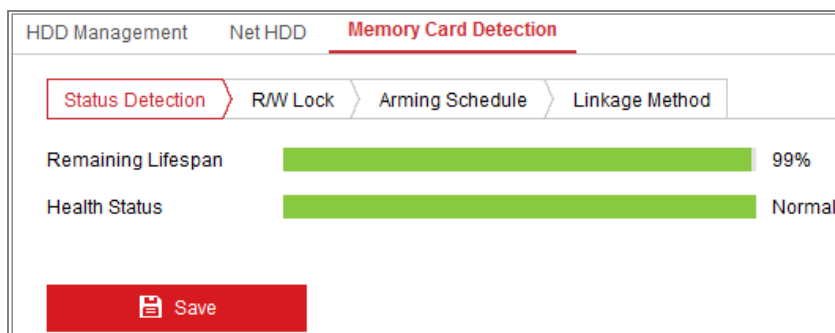 HDD Management Net HDD Memory Card Detection
Status Detection R/W Lock Arming Schedule Linkage Method
Remaining Lifespan 99%
Health Status Normal
Save